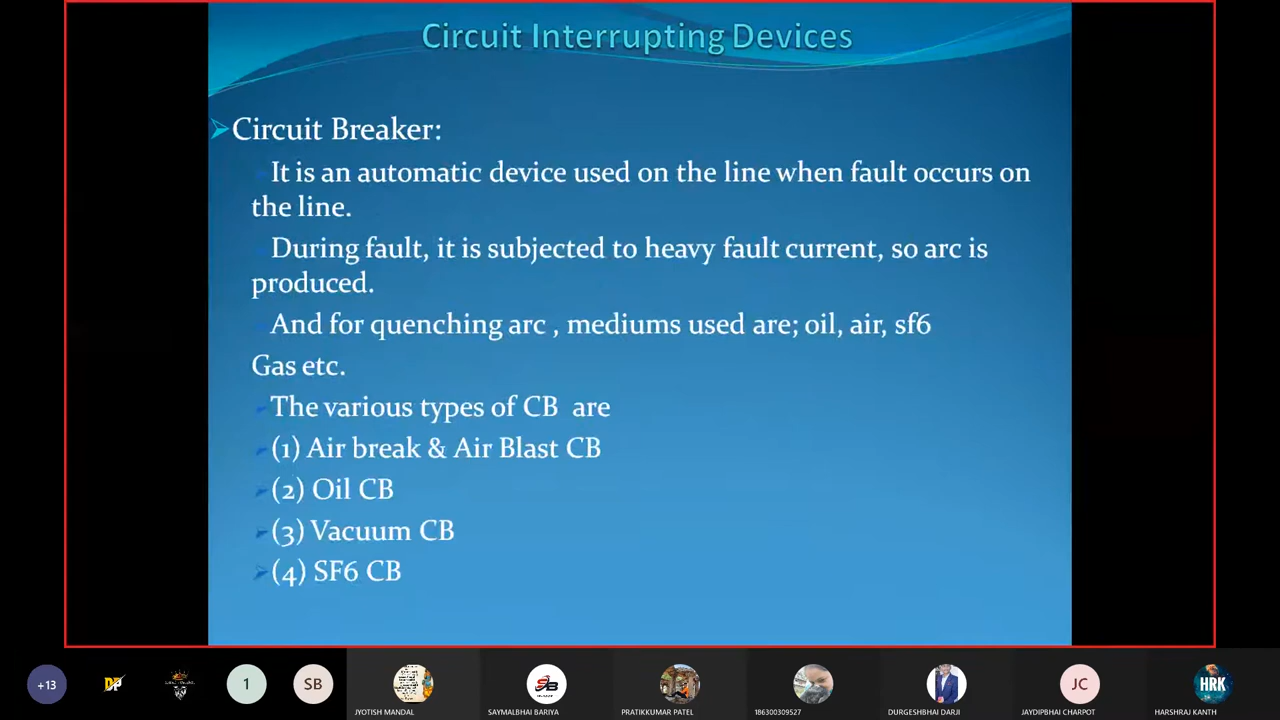 Circuit Interrupting Devices
Circuit Breaker:
It is an automatic device used on the line when fault occurs on
the line.
During fault, it is subjected to heavy fault current, so arc is
produced.
And for quenching arc , mediums used are; oil, air, sf6
Gas etc.
The various types of CB are
(1) Air break & Air Blast CB
(2) Oil CB
(3) Vacuum CB
(4) SF6 CB
+13
DP
1
SB
SB
JC
HRK
JYOTISH MANDAL
SAYMALBHAI BARIYA
PRATIKKUMAR PATEL
186300309527
DURGESHBHAI DARJI
JAYDIPBHAI CHARPOT
HARSHRAJ KANTH